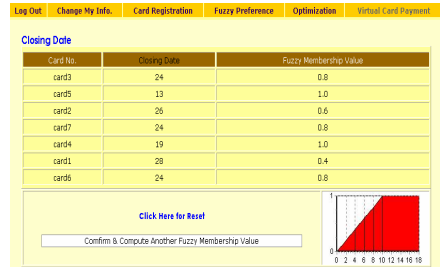 Log Out Change My Info. Card Registration Fuzzy Preference Optimization Virtual Card Payment
Closing Date
Card No. Closing Date Fuzzy Membership Value
card3 24 0.8
card5 13 1.0
card2 26 0.6
card7 24 0.8
card4 19 1.0
card1 28 0.4
card6 24 0.8
Click Here for Reset
Comfirm & Compute Another Fuzzy Membership Value
1
0
0 2 4 6 8 10 12 14 16 18